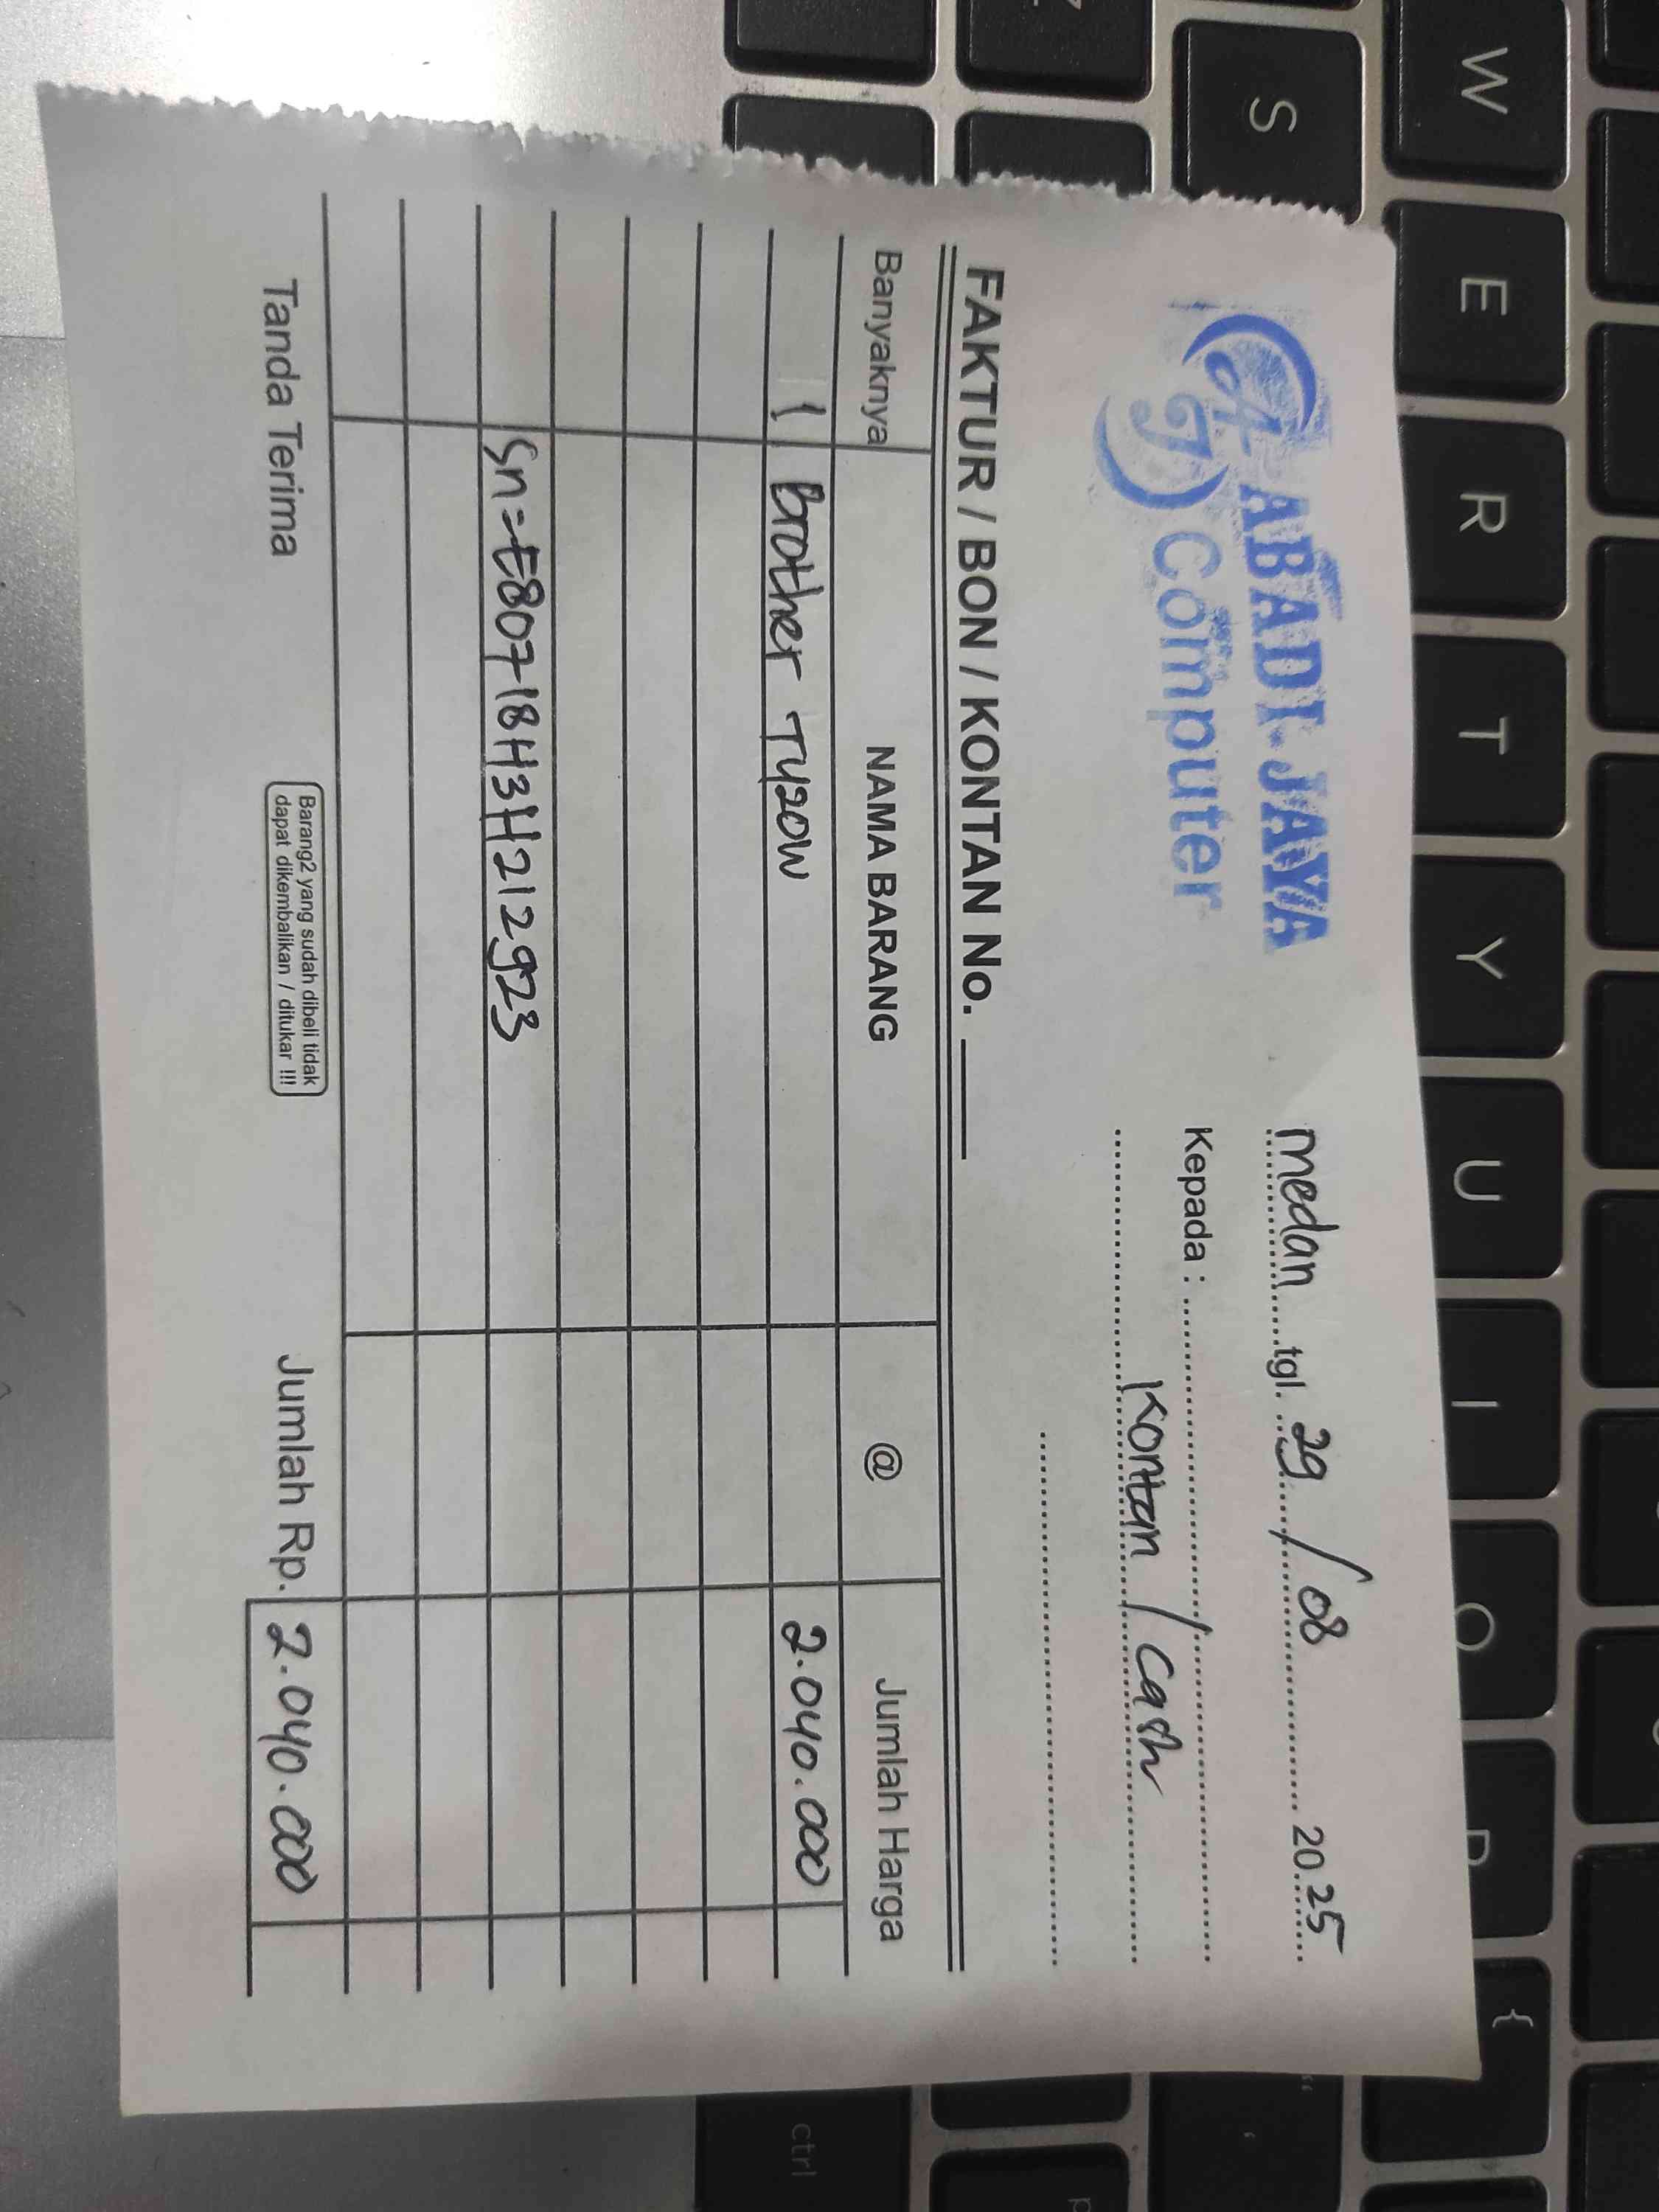 ABADI JAYA
AJ Computer
medan tgl. 29/08 2025
Kepada :
Kontan / Cash
FAKTUR / BON / KONTAN No.
Banyaknya NAMA BARANG @ Jumlah Harga
1 Brother T420W 2.040.000
Sn=E80718H3H212923
Tanda Terima
Barang2 yang sudah dibeli tidak
dapat dikembalikan / ditukar !!!
Jumlah Rp. 2.040.000
W
E
R
T
Y
U
I
O
P
{
S
ctrl